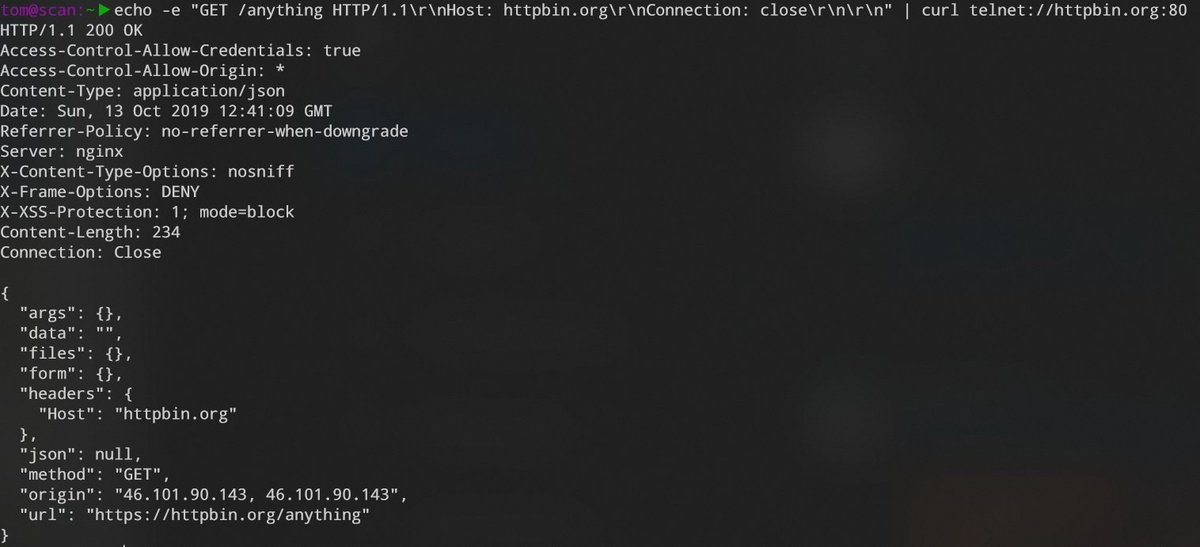 tom@scan:~▶echo -e "GET /anything HTTP/1.1\r\nHost: httpbin.org\r\nConnection: close\r\n\r\n" | curl telnet://httpbin.org:80
HTTP/1.1 200 OK
Access-Control-Allow-Credentials: true
Access-Control-Allow-Origin: *
Content-Type: application/json
Date: Sun, 13 Oct 2019 12:41:09 GMT
Referrer-Policy: no-referrer-when-downgrade
Server: nginx
X-Content-Type-Options: nosniff
X-Frame-Options: DENY
X-XSS-Protection: 1; mode=block
Content-Length: 234
Connection: Close

{
  "args": {},
  "data": "",
  "files": {},
  "form": {},
  "headers": {
    "Host": "httpbin.org"
  },
  "json": null,
  "method": "GET",
  "origin": "46.101.90.143, 46.101.90.143",
  "url": "https://httpbin.org/anything"
}